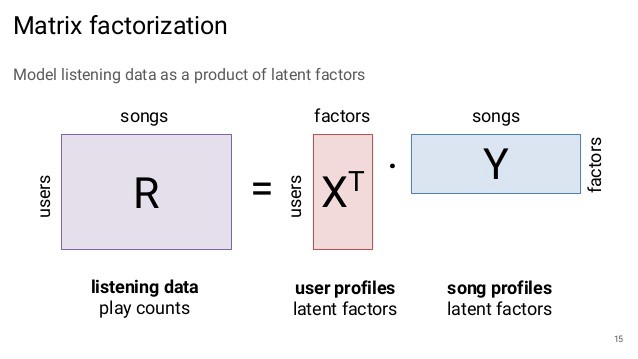 Matrix factorization
Model listening data as a product of latent factors
songs
factors
songs
users
R
=
users
X^T
.
Y
factors
listening data
play counts
user profiles
latent factors
song profiles
latent factors
15